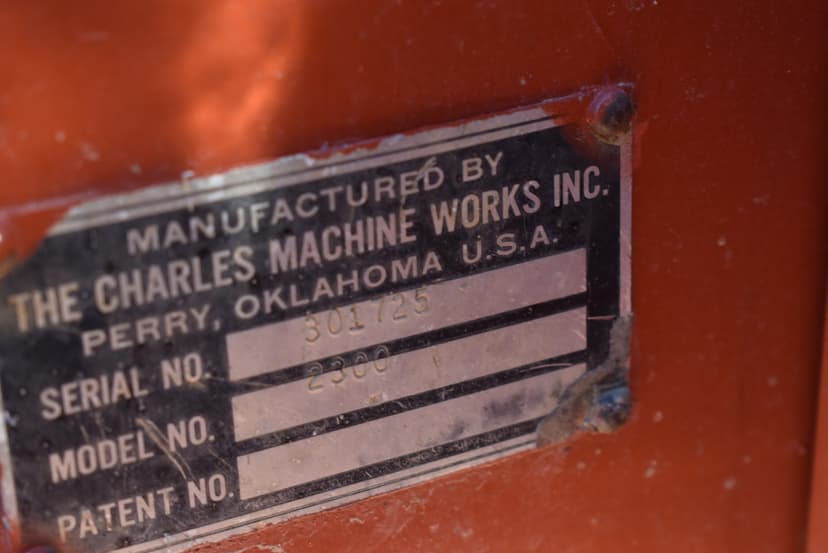 MANUFACTURED BY
THE CHARLES MACHINE WORKS INC.
PERRY, OKLAHOMA U.S.A.
SERIAL NO. 301725
MODEL NO. 2300
PATENT NO.